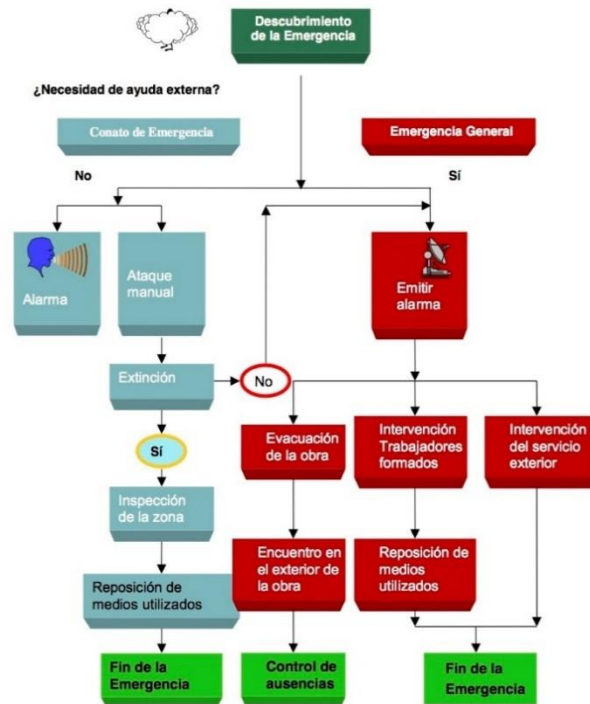 Descubrimiento
de la Emergencia
¿Necesidad de ayuda externa?
Conato de Emergencia
Emergencia General
No
Sí
Alarma
Ataque
manual
Emitir
alarma
Extinción
No
Sí
Evacuación
de la obra
Intervención
Trabajadores
formados
Intervención
del servicio
exterior
Inspección
de la zona
Encuentro en
el exterior de
la obra
Reposición de
medios
utilizados
Reposición de
medios utilizados
Fin de la
Emergencia
Control de
ausencias
Fin de la
Emergencia